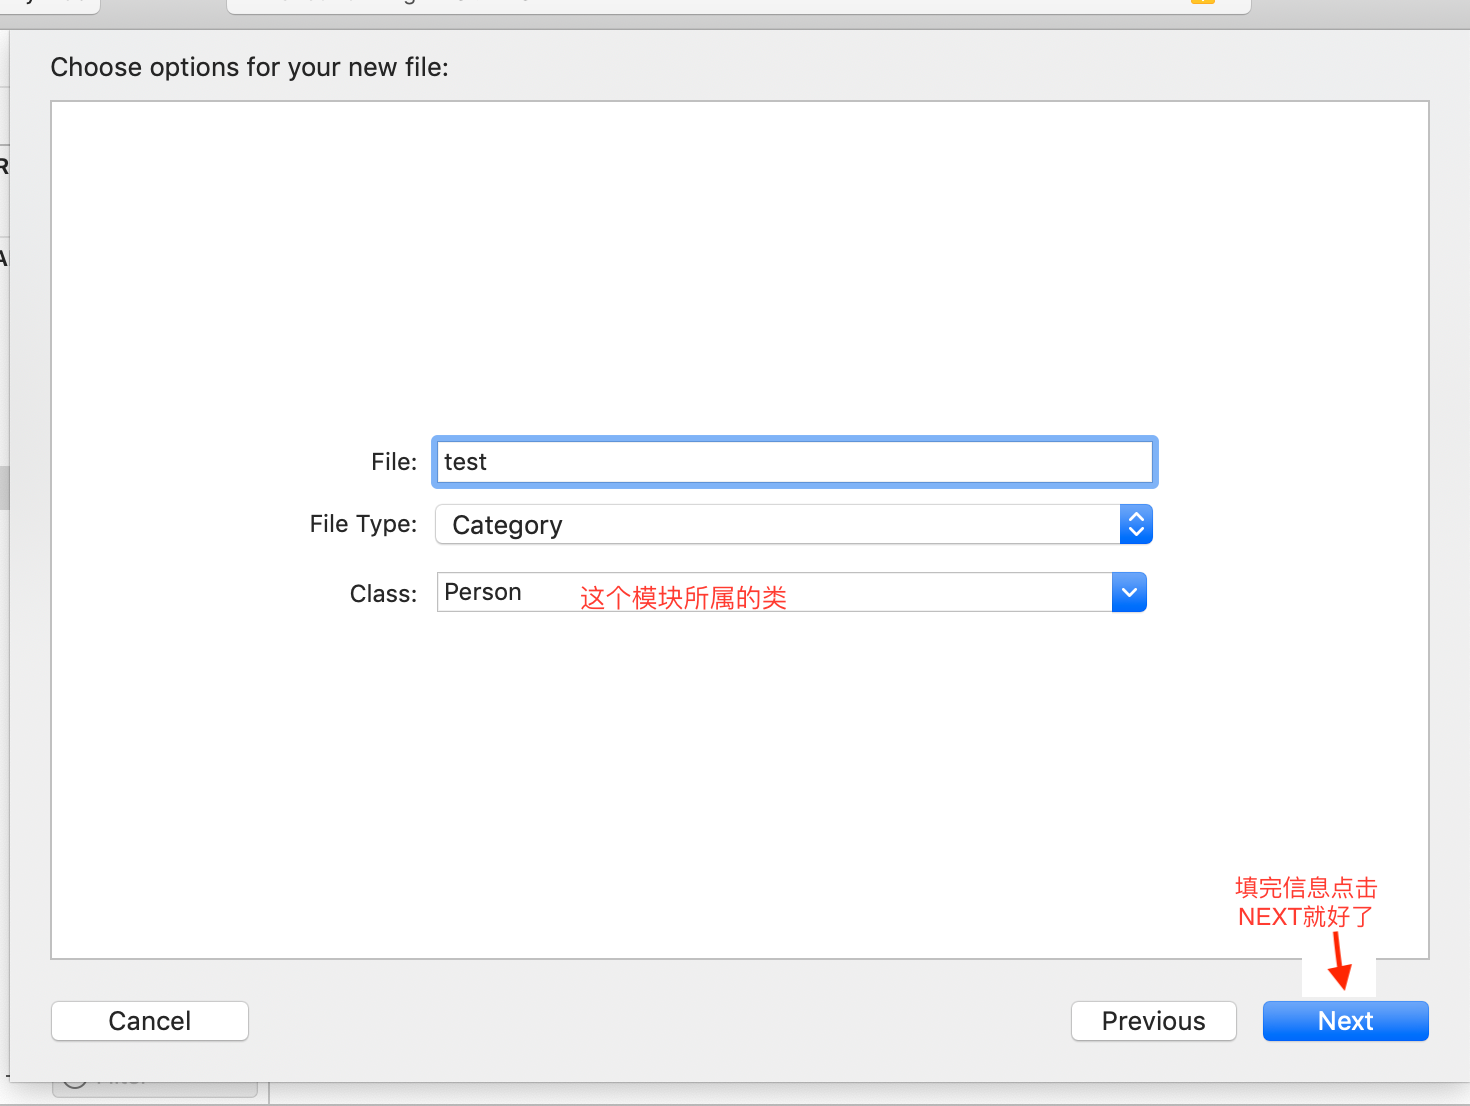 Choose options for your new file:
File: test
File Type: Category
Class: Person 这个模块所属的类
填完信息点击
NEXT就好了
Cancel Previous Next